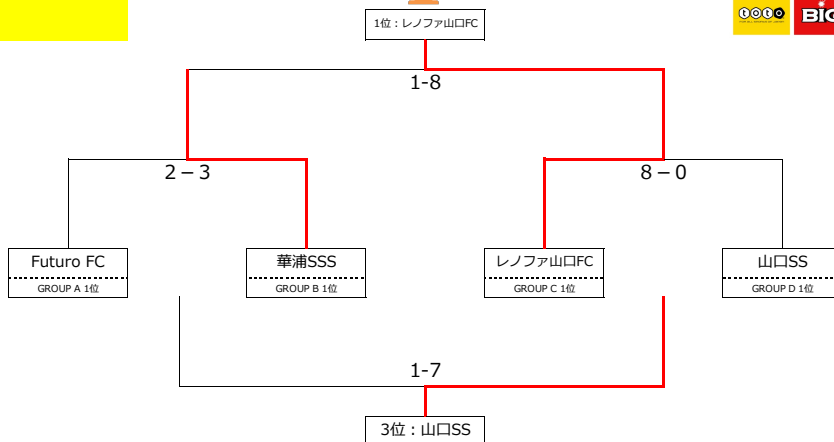 1位：レノファ山口FC
toto
BIG
1-8
2－3
8－0
Futuro FC
GROUP A 1位
華浦SSS
GROUP B 1位
レノファ山口FC
GROUP C 1位
山口SS
GROUP D 1位
1-7
3位：山口SS